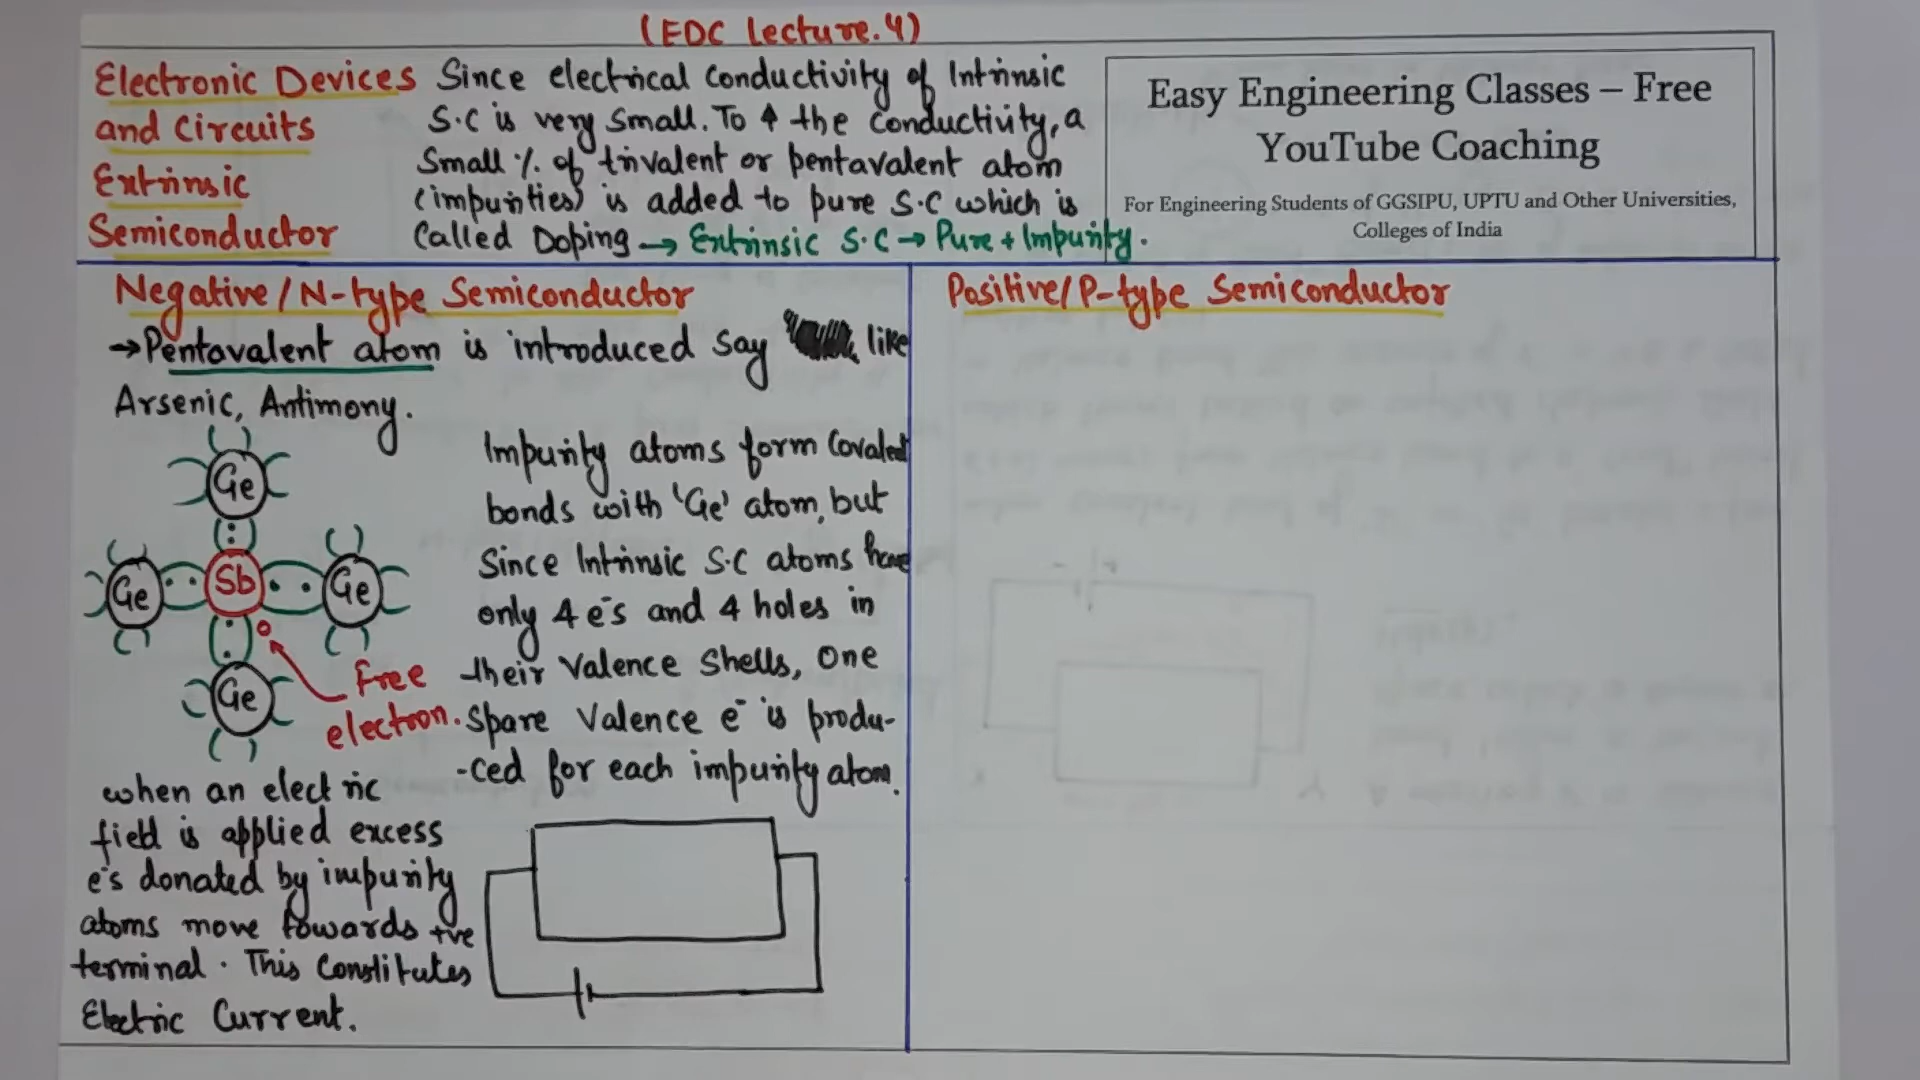 (EDC Lecture.4)
Electronic Devices
and Circuits
Extrinsic
Semiconductor
Since electrical conductivity of Intrinsic
S.C is very small. To ↑ the conductivity, a
small % of trivalent or pentavalent atom
(impurities) is added to pure S.C which is
Called Doping → Extrinsic S.C → Pure + Impurity.
Easy Engineering Classes – Free
YouTube Coaching
For Engineering Students of GGSIPU, UPTU and Other Universities,
Colleges of India
Negative/N-type Semiconductor
→ Pentavalent atom is introduced say like
Arsenic, Antimony.
Ge
Ge
Sb
Ge
Ge
Free
electron.
Impurity atoms form Covalent
bonds with 'Ge' atom, but
Since Intrinsic S.C atoms have
only 4 e⁻s and 4 holes in
their Valence Shells, One
Spare Valence e⁻ is produ-
-ced for each impurity atom.
when an electric
field is applied excess
e⁻s donated by impurity
atoms move towards +ve
terminal. This Constitutes
Electric Current.
Positive/P-type Semiconductor